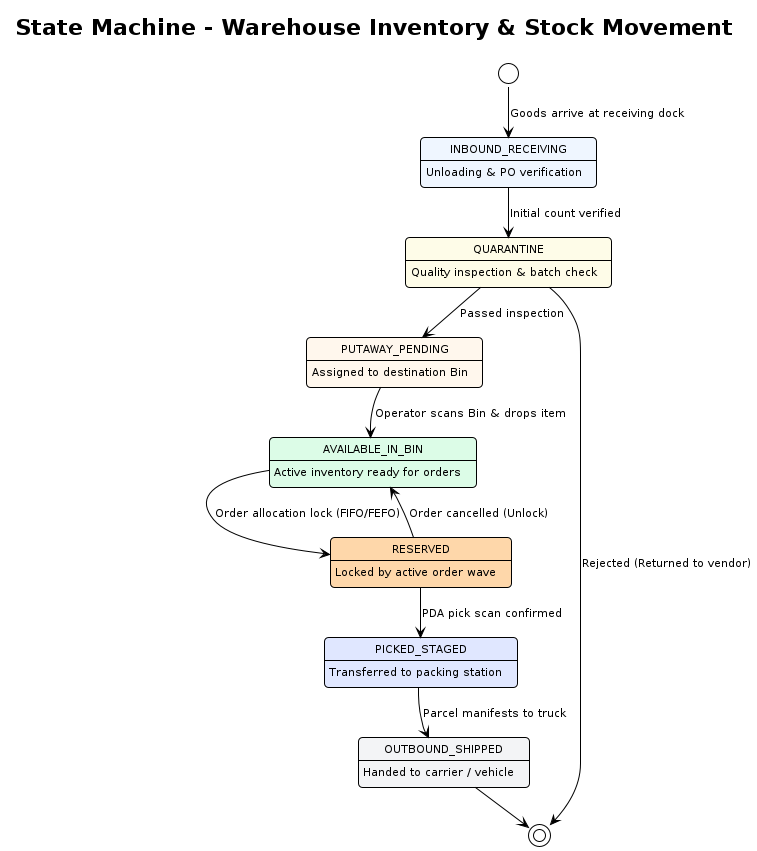 State Machine - Warehouse Inventory & Stock Movement
Goods arrive at receiving dock
INBOUND_RECEIVING
Unloading & PO verification
Initial count verified
QUARANTINE
Quality inspection & batch check
Passed inspection
PUTAWAY_PENDING
Assigned to destination Bin
Operator scans Bin & drops item
AVAILABLE_IN_BIN
Active inventory ready for orders
Order allocation lock (FIFO/FEFO)
Order cancelled (Unlock)
RESERVED
Locked by active order wave
Rejected (Returned to vendor)
PDA pick scan confirmed
PICKED_STAGED
Transferred to packing station
Parcel manifests to truck
OUTBOUND_SHIPPED
Handed to carrier / vehicle